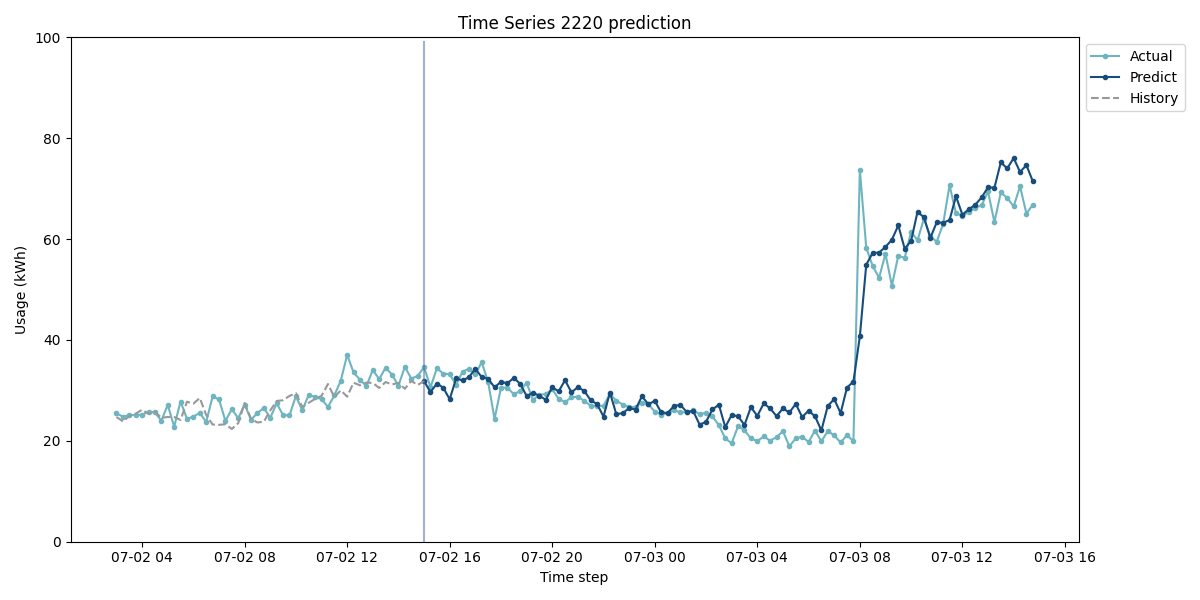 Time Series 2220 prediction
100
80
60
40
20
0
Usage (kWh)
07-02 04
07-02 08
07-02 12
07-02 16
07-02 20
07-03 00
07-03 04
07-03 08
07-03 12
07-03 16
Time step
Actual
Predict
History